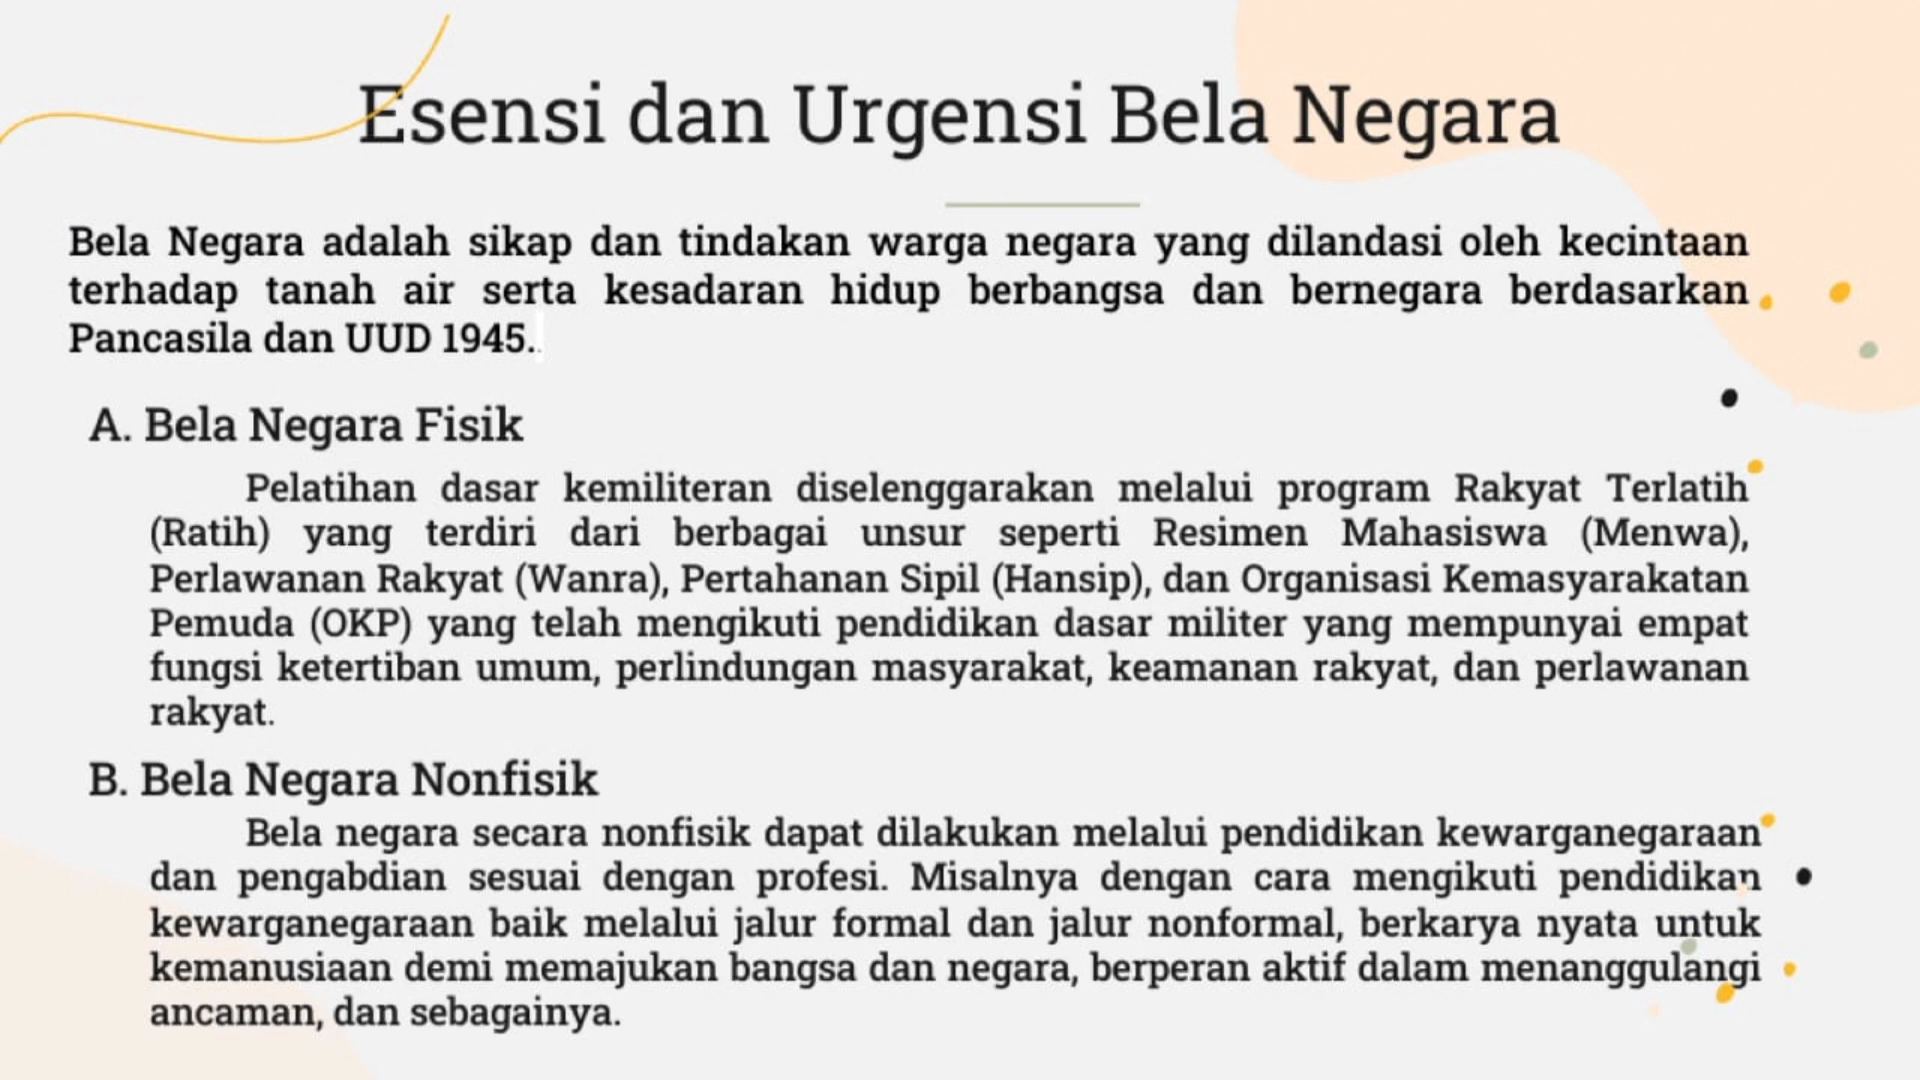 Esensi dan Urgensi Bela Negara
Bela Negara adalah sikap dan tindakan warga negara yang dilandasi oleh kecintaan
terhadap tanah air serta kesadaran hidup berbangsa dan bernegara berdasarkan
Pancasila dan UUD 1945..
A. Bela Negara Fisik
Pelatihan dasar kemiliteran diselenggarakan melalui program Rakyat Terlatih
(Ratih) yang terdiri dari berbagai unsur seperti Resimen Mahasiswa (Menwa),
Perlawanan Rakyat (Wanra), Pertahanan Sipil (Hansip), dan Organisasi Kemasyarakatan
Pemuda (OKP) yang telah mengikuti pendidikan dasar militer yang mempunyai empat
fungsi ketertiban umum, perlindungan masyarakat, keamanan rakyat, dan perlawanan
rakyat.
B. Bela Negara Nonfisik
Bela negara secara nonfisik dapat dilakukan melalui pendidikan kewarganegaraan
dan pengabdian sesuai dengan profesi. Misalnya dengan cara mengikuti pendidikan
kewarganegaraan baik melalui jalur formal dan jalur nonformal, berkarya nyata untuk
kemanusiaan demi memajukan bangsa dan negara, berperan aktif dalam menanggulangi
ancaman, dan sebagainya.